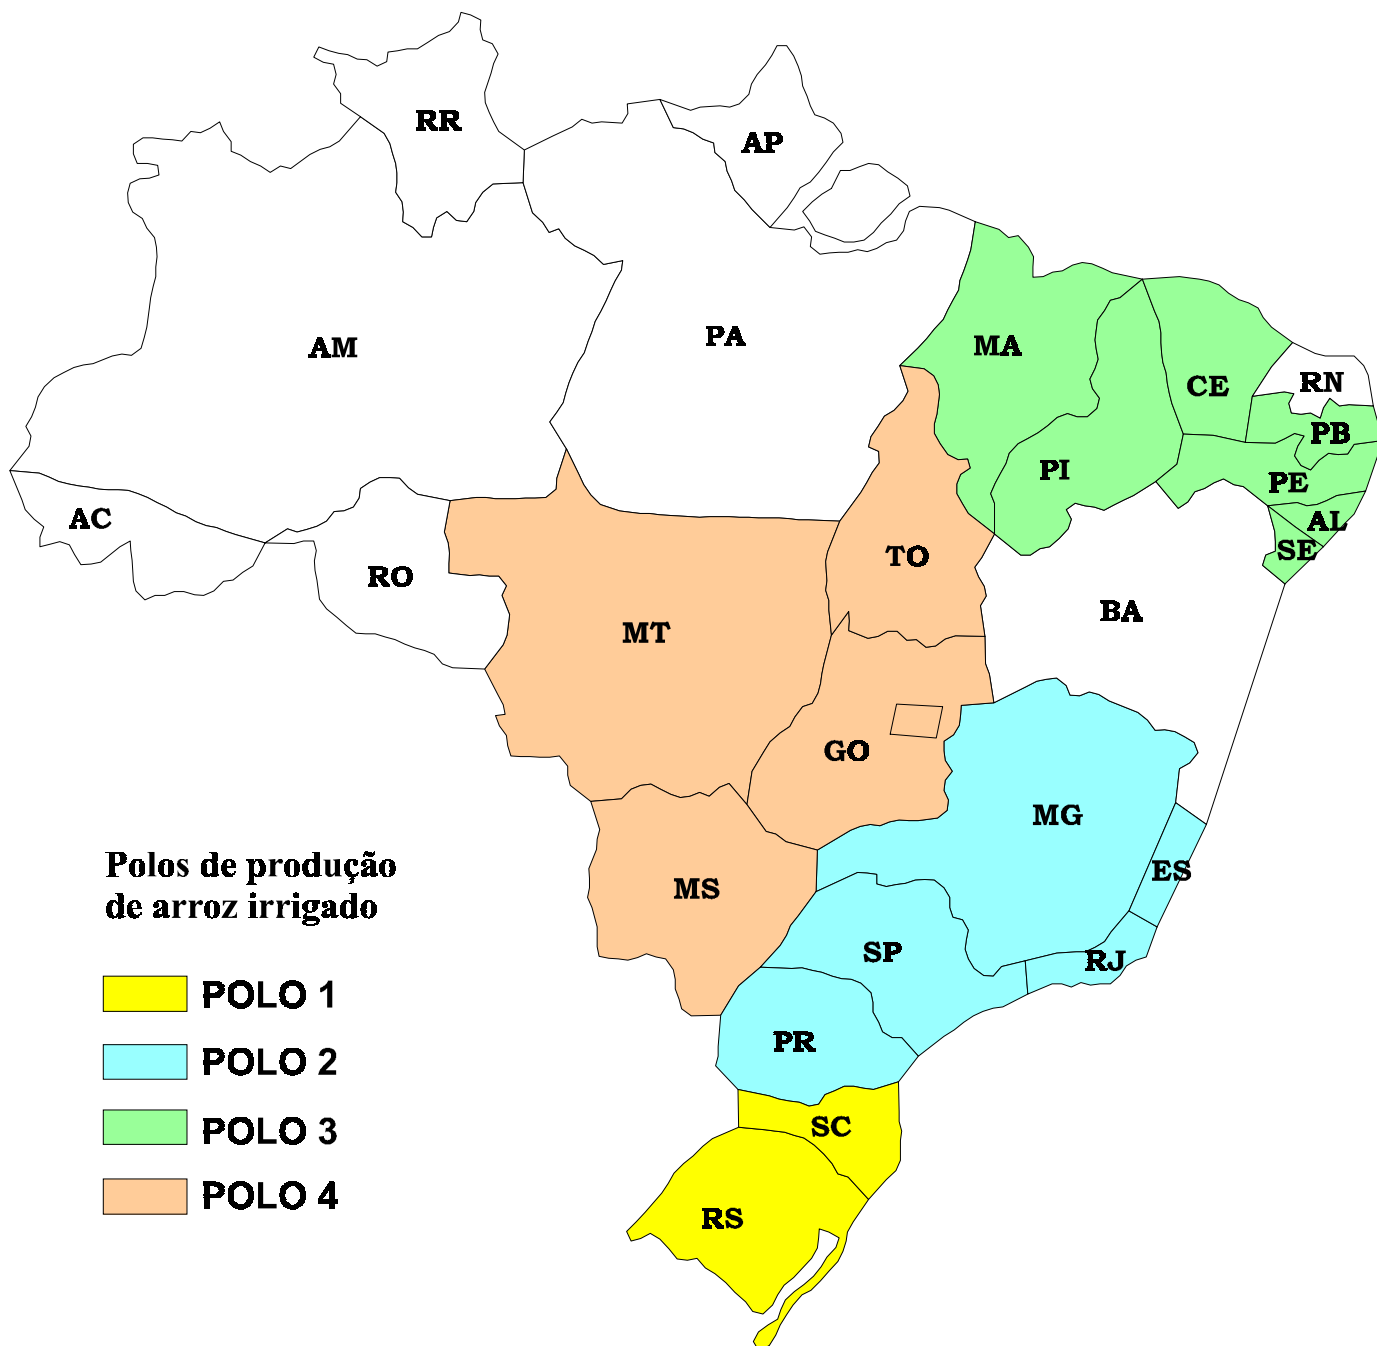 RR
AP
AM
PA
MA
CE
RN
PB
PI
PE
AL
SE
AC
RO
TO
BA
MT
GO
MG
ES
MS
SP
RJ
PR
SC
RS
Polos de produção
de arroz irrigado
POLO 1
POLO 2
POLO 3
POLO 4